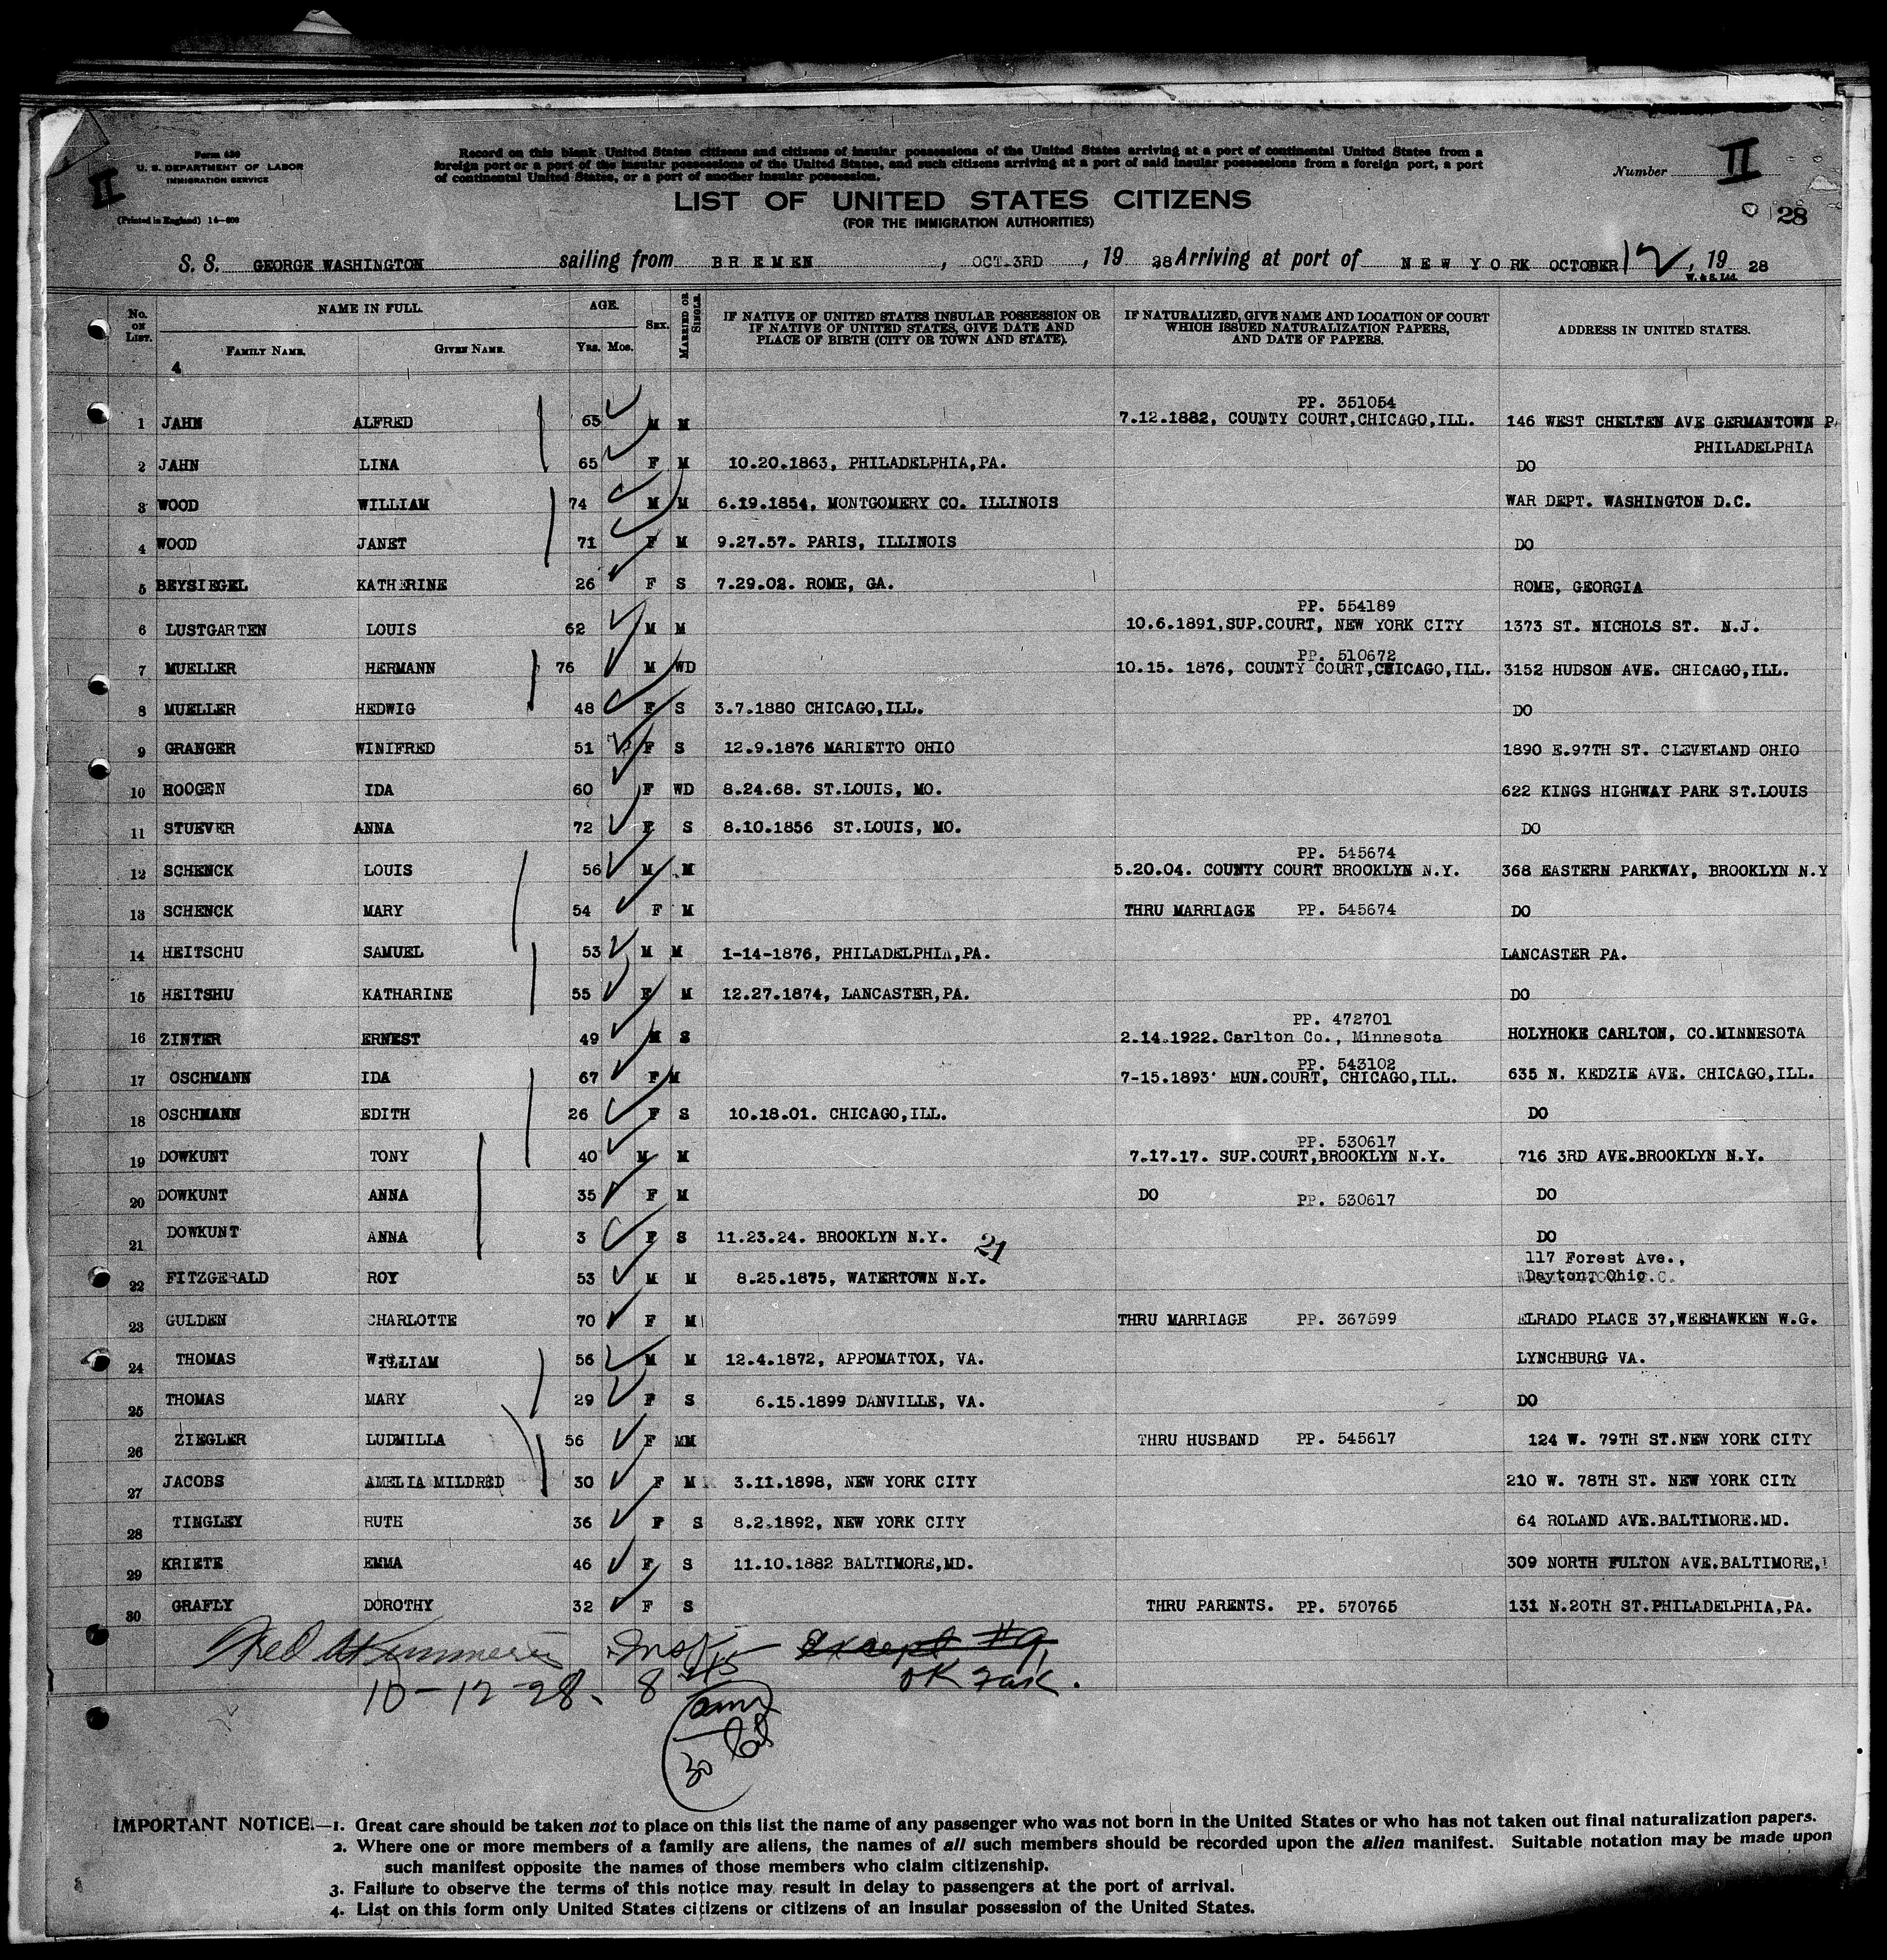 Form 630
U. S. DEPARTMENT OF LABOR
IMMIGRATION SERVICE
(Printed in England) 14—608
II
Record on this blank United States citizens and citizens of insular possessions of the United States arriving at a port of continental United States from a
foreign port or a port of the insular possessions of the United States, and such citizens arriving at a port of said insular possessions from a foreign port, a port
of continental United States, or a port of another insular possession.
Number II
LIST OF UNITED STATES CITIZENS
(FOR THE IMMIGRATION AUTHORITIES)
28
S. S. GEORGE WASHINGTON sailing from BREMEN, OCT.3RD, 19 28 Arriving at port of NEW YORK OCTOBER 12, 19 28
W. & S. Ltd.
No. ON LIST. NAME IN FULL. FAMILY NAME. GIVEN NAME. AGE. Yrs. Mos. SEX. MARRIED OR SINGLE. IF NATIVE OF UNITED STATES INSULAR POSSESSION OR IF NATIVE OF UNITED STATES, GIVE DATE AND PLACE OF BIRTH (CITY OR TOWN AND STATE). IF NATURALIZED, GIVE NAME AND LOCATION OF COURT WHICH ISSUED NATURALIZATION PAPERS, AND DATE OF PAPERS. ADDRESS IN UNITED STATES.
4
PP. 351054
1 JAHN ALFRED 65 M M 7.12.1882, COUNTY COURT,CHICAGO,ILL. 146 WEST CHELTEN AVE GERMANTOWN P
PHILADELPHIA
2 JAHN LINA 65 F M 10.20.1863, PHILADELPHIA,PA. DO
3 WOOD WILLIAM 74 M M 6.19.1854, MONTGOMERY CO. ILLINOIS WAR DEPT. WASHINGTON D.C.
4 WOOD JANET 71 F M 9.27.57. PARIS, ILLINOIS DO
5 BEYSIEGEL KATHERINE 26 F S 7.29.02. ROME, GA. ROME, GEORGIA
PP. 554189
6 LUSTGARTEN LOUIS 62 M M 10.6.1891,SUP.COURT, NEW YORK CITY 1373 ST. NICHOLS ST. N.J.
PP. 510672
7 MUELLER HERMANN 76 M WD 10.15. 1876, COUNTY COURT,CHICAGO,ILL. 3152 HUDSON AVE. CHICAGO,ILL.
8 MUELLER HEDWIG 48 F S 3.7.1880 CHICAGO,ILL. DO
9 GRANGER WINIFRED 51 F S 12.9.1876 MARIETTO OHIO 1890 E.97TH ST. CLEVELAND OHIO
10 HOOGEN IDA 60 F WD 8.24.68. ST.LOUIS, MO. 622 KINGS HIGHWAY PARK ST.LOUIS
11 STUEVER ANNA 72 F S 8.10.1856 ST.LOUIS, MO. DO
PP. 545674
12 SCHENCK LOUIS 56 M M 5.20.04. COUNTY COURT BROOKLYN N.Y. 368 EASTERN PARKWAY, BROOKLYN N.Y
13 SCHENCK MARY 54 F M THRU MARRIAGE PP. 545674 DO
14 HEITSCHU SAMUEL 53 M M 1-14-1876, PHILADELPHIA,PA. LANCASTER PA.
15 HEITSHU KATHARINE 55 F M 12.27.1874, LANCASTER,PA. DO
PP. 472701
16 ZINTER ERNEST 49 M S 2.14.1922. Carlton Co., Minnesota HOLYHOKE CARLTON, CO.MINNESOTA
PP. 543102
17 OSCHMANN IDA 67 F M 7-15.1893 MUN.COURT, CHICAGO,ILL. 635 N. KEDZIE AVE. CHICAGO,ILL.
18 OSCHMANN EDITH 26 F S 10.18.01. CHICAGO,ILL. DO
PP. 530617
19 DOWKUNT TONY 40 M M 7.17.17. SUP.COURT,BROOKLYN N.Y. 716 3RD AVE.BROOKLYN N.Y.
20 DOWKUNT ANNA 35 F M DO PP. 530617 DO
21 DOWKUNT ANNA 3 F S 11.23.24. BROOKLYN N.Y. 21 DO
117 Forest Ave.,
22 FITZGERALD ROY 53 M M 8.25.1875, WATERTOWN N.Y. Dayton, Ohio.
23 GULDEN CHARLOTTE 70 F M THRU MARRIAGE PP. 367599 ELRADO PLACE 37,WEEHAWKEN W.G.
24 THOMAS WILLIAM 56 M M 12.4.1872, APPOMATTOX, VA. LYNCHBURG VA.
25 THOMAS MARY 29 F S 6.15.1899 DANVILLE, VA. DO
26 ZIEGLER LUDMILLA 56 F MM THRU HUSBAND PP. 545617 124 W. 79TH ST.NEW YORK CITY
27 JACOBS AMELIA MILDRED 30 F M 3.11.1898, NEW YORK CITY 210 W. 78TH ST. NEW YORK CITY
28 TINGLEY RUTH 36 F S 8.2.1892, NEW YORK CITY 64 ROLAND AVE.BALTIMORE.MD.
29 KRIETE EMMA 46 F S 11.10.1882 BALTIMORE,MD. 309 NORTH FULTON AVE.BALTIMORE,
30 GRAFLY DOROTHY 32 F S THRU PARENTS. PP. 570765 131 N.20TH ST.PHILADELPHIA,PA.
Insp. Except #9
10-12-28. 8 OK
30
IMPORTANT NOTICE.—1. Great care should be taken not to place on this list the name of any passenger who was not born in the United States or who has not taken out final naturalization papers.
2. Where one or more members of a family are aliens, the names of all such members should be recorded upon the alien manifest. Suitable notation may be made upon
such manifest opposite the names of those members who claim citizenship.
3. Failure to observe the terms of this notice may result in delay to passengers at the port of arrival.
4. List on this form only United States citizens or citizens of an insular possession of the United States.